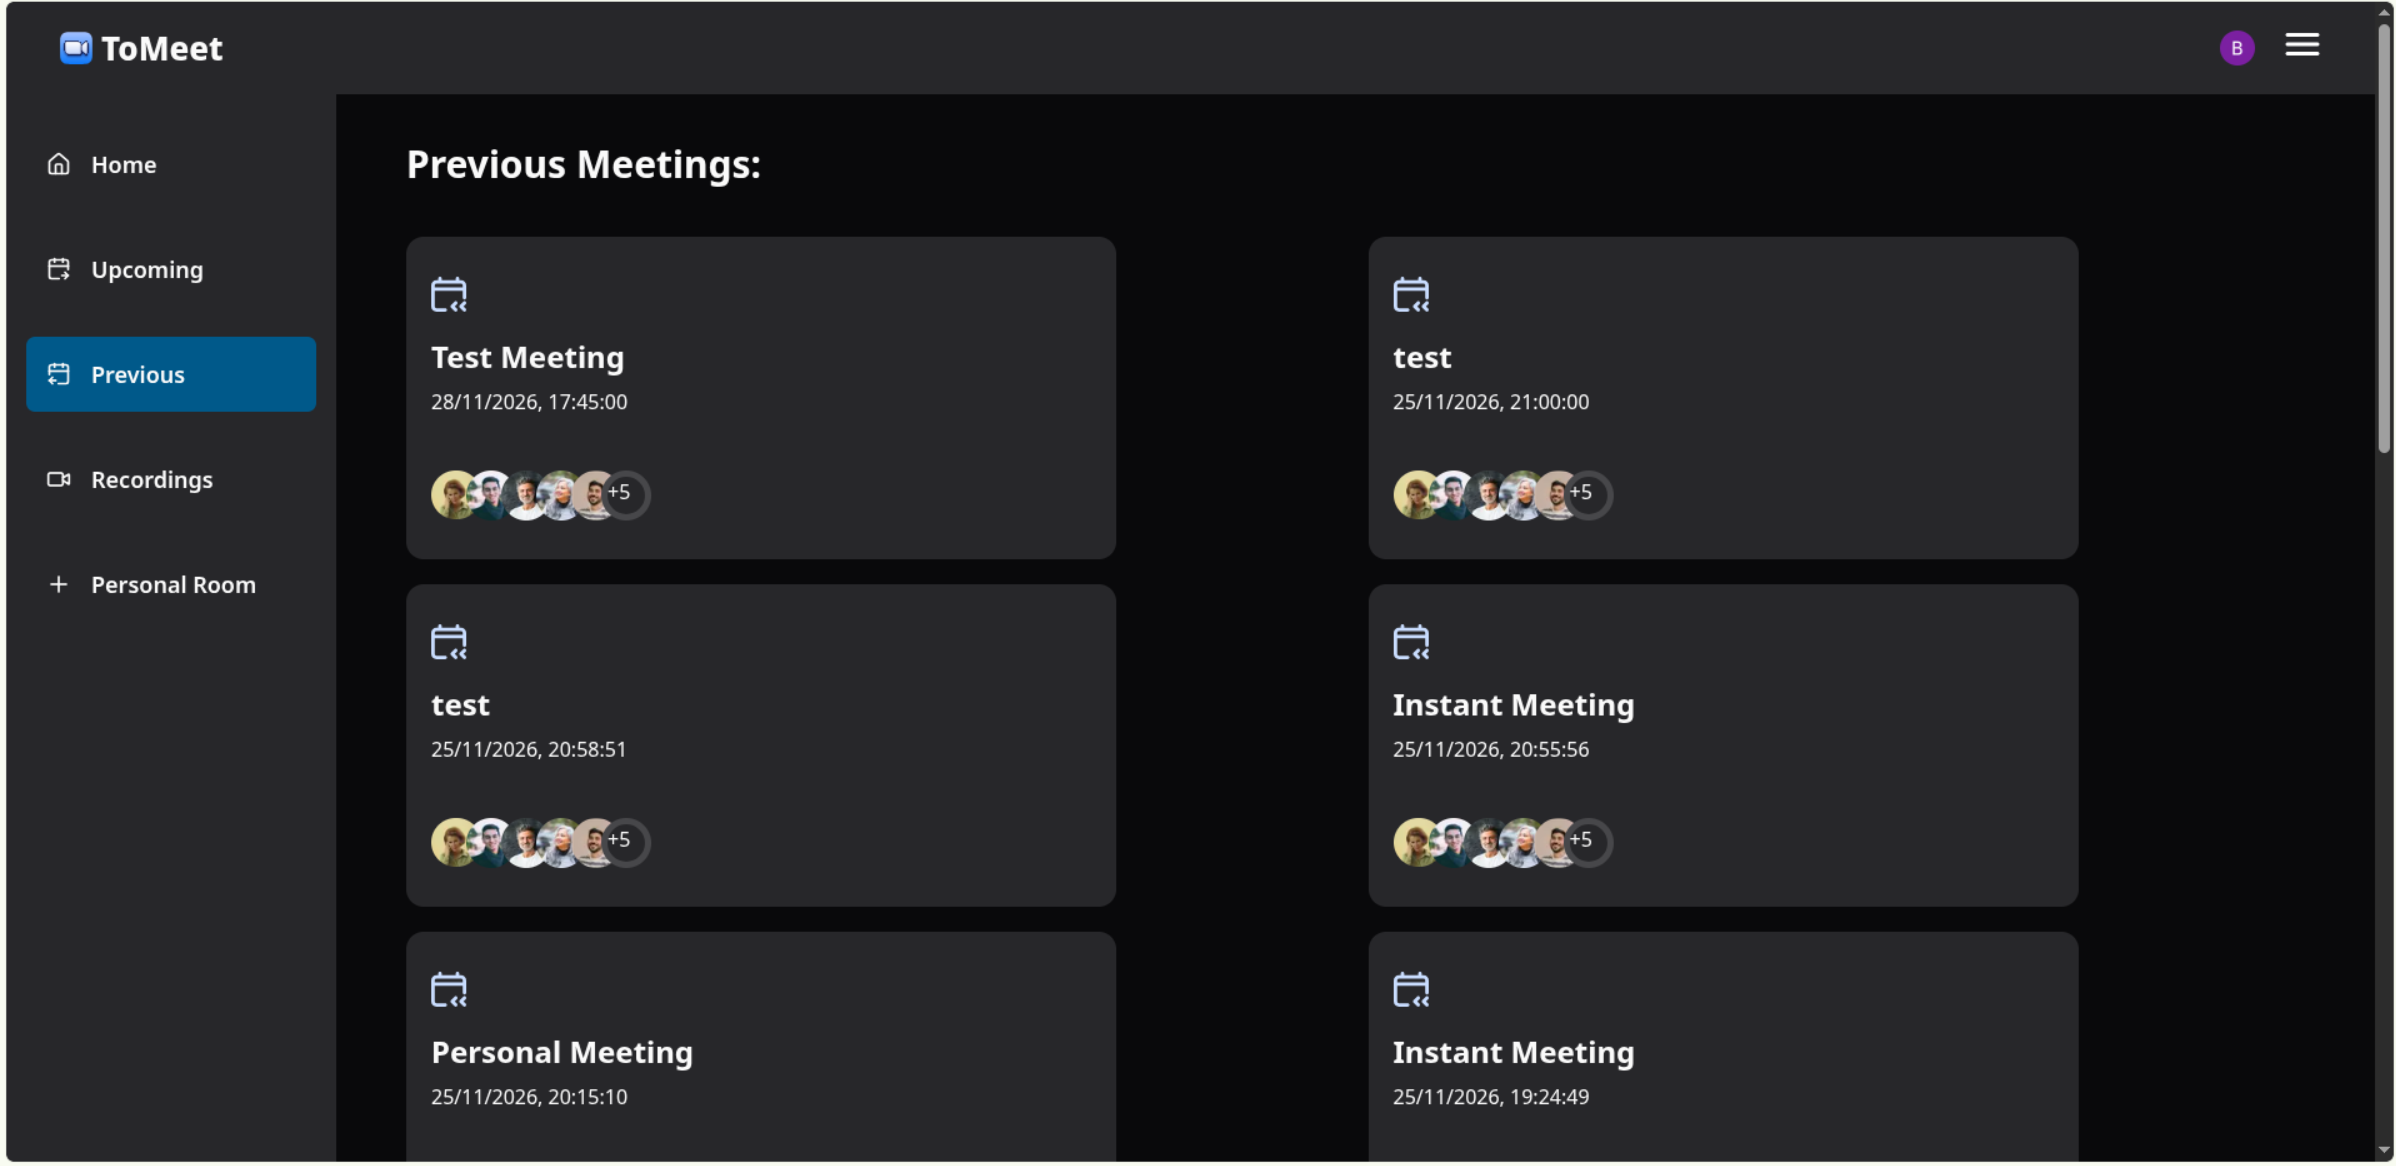 ToMeet
B
Home
Upcoming
Previous
Recordings
Personal Room
Previous Meetings:
Test Meeting
28/11/2026, 17:45:00
+5
test
25/11/2026, 21:00:00
+5
test
25/11/2026, 20:58:51
+5
Instant Meeting
25/11/2026, 20:55:56
+5
Personal Meeting
25/11/2026, 20:15:10
Instant Meeting
25/11/2026, 19:24:49